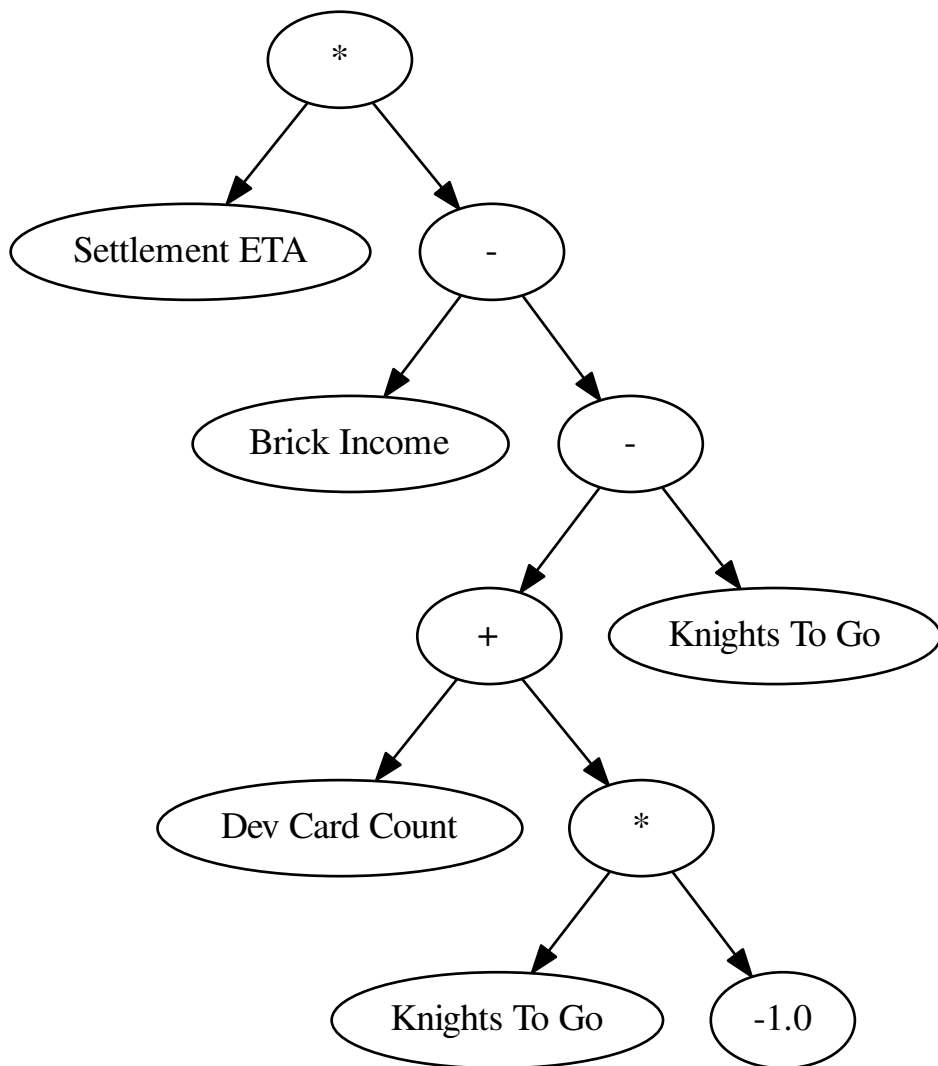 *
Settlement ETA
-
Brick Income
-
+
Knights To Go
Dev Card Count
*
Knights To Go
-1.0